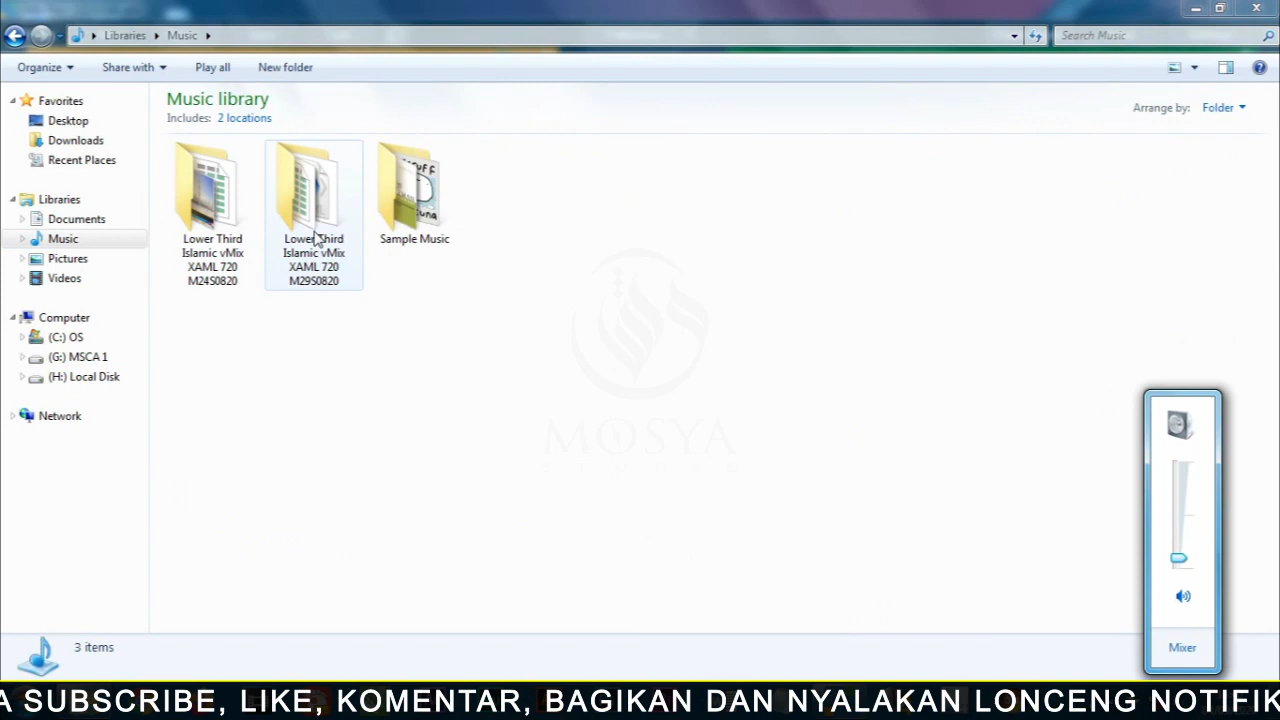 Libraries Music
Search Music
Organize Share with Play all New folder
Favorites
Desktop
Downloads
Recent Places
Libraries
Documents
Music
Pictures
Videos
Computer
(C:) OS
(G:) MSCA 1
(H:) Local Disk
Network
Music library
Includes: 2 locations
Arrange by: Folder
Lower Third
Islamic vMix
XAML 720
M24S0820
Lower Third
Islamic vMix
XAML 720
M29S0820
Sample Music
MOSYA
STUDIO
Mixer
3 items
A SUBSCRIBE, LIKE, KOMENTAR, BAGIKAN DAN NYALAKAN LONCENG NOTIFIK